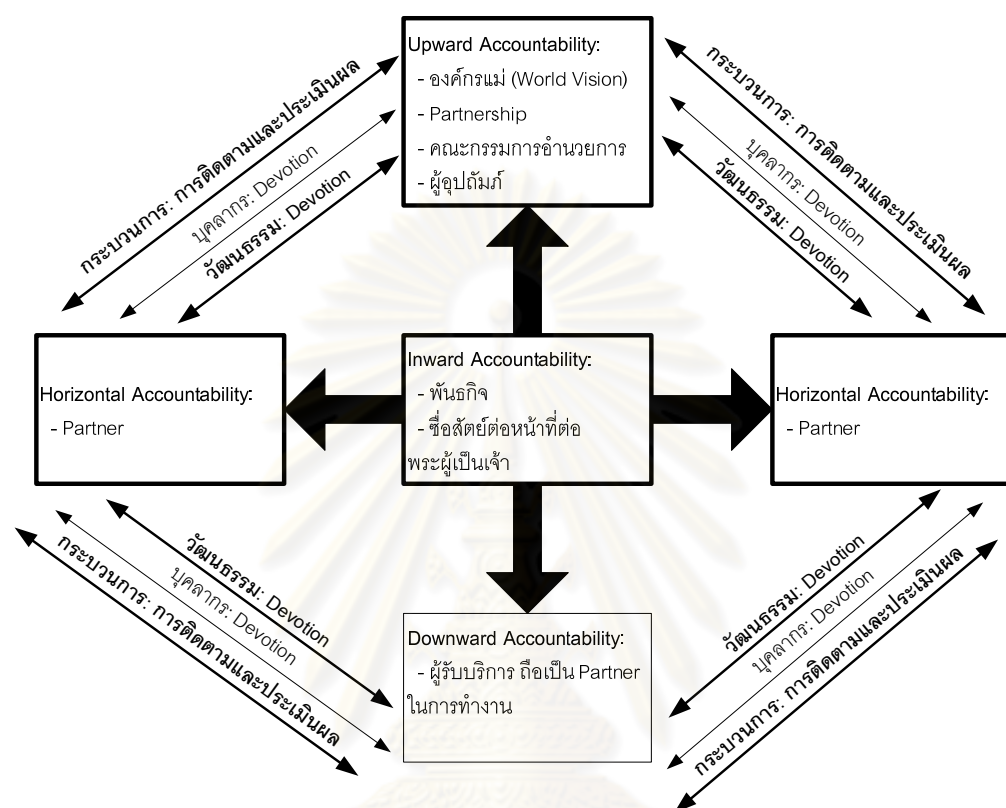 Upward Accountability:
- องค์กรแม่ (World Vision)
- Partnership
- คณะกรรมการอำนวยการ
- ผู้อุปถัมภ์
กระบวนการ: การติดตามและประเมินผล
บุคลากร: Devotion
วัฒนธรรม: Devotion
กระบวนการ: การติดตามและประเมินผล
บุคลากร: Devotion
วัฒนธรรม: Devotion
Horizontal Accountability:
- Partner
Inward Accountability:
- พันธกิจ
- ซื่อสัตย์ต่อหน้าที่ต่อ
พระผู้เป็นเจ้า
Horizontal Accountability:
- Partner
วัฒนธรรม: Devotion
บุคลากร: Devotion
กระบวนการ: การติดตามและประเมินผล
วัฒนธรรม: Devotion
บุคลากร: Devotion
กระบวนการ: การติดตามและประเมินผล
Downward Accountability:
- ผู้รับบริการ ถือเป็น Partner
ในการทำงาน